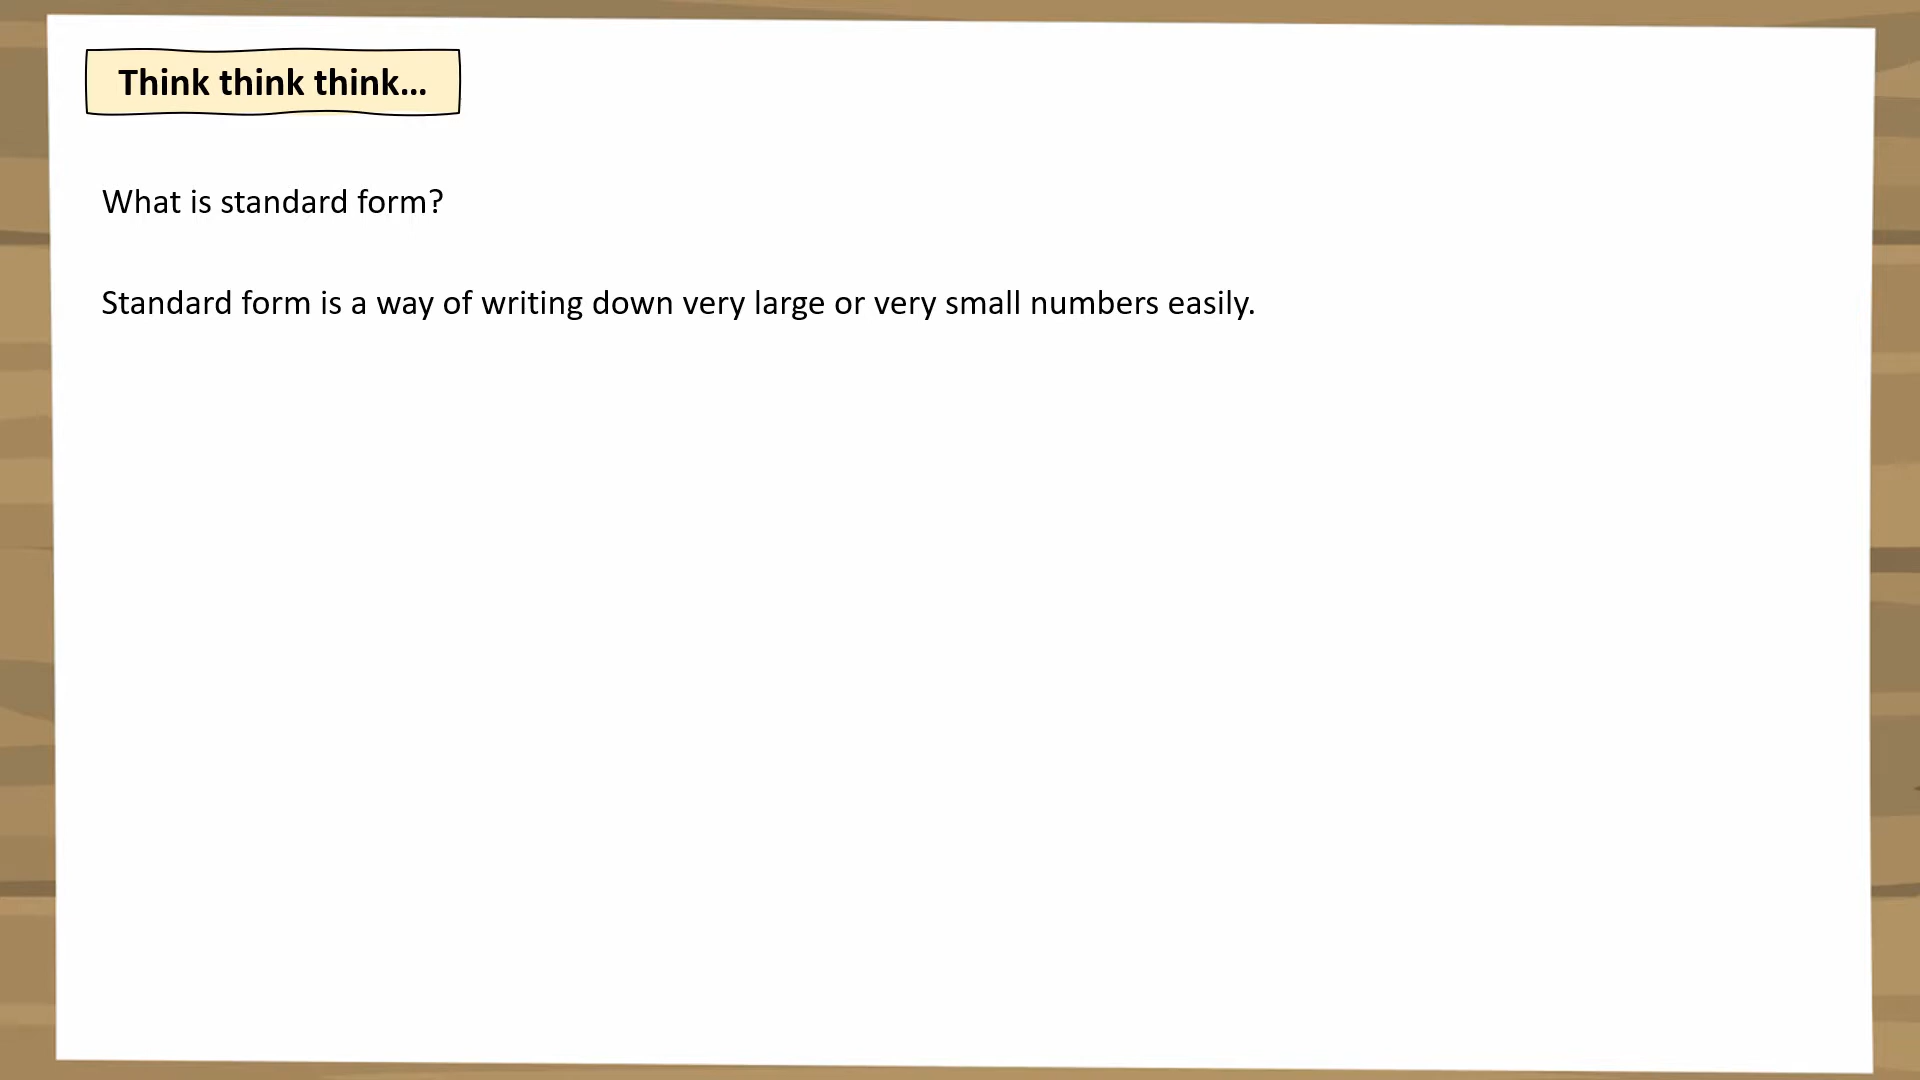 Think think think...
What is standard form?
Standard form is a way of writing down very large or very small numbers easily.